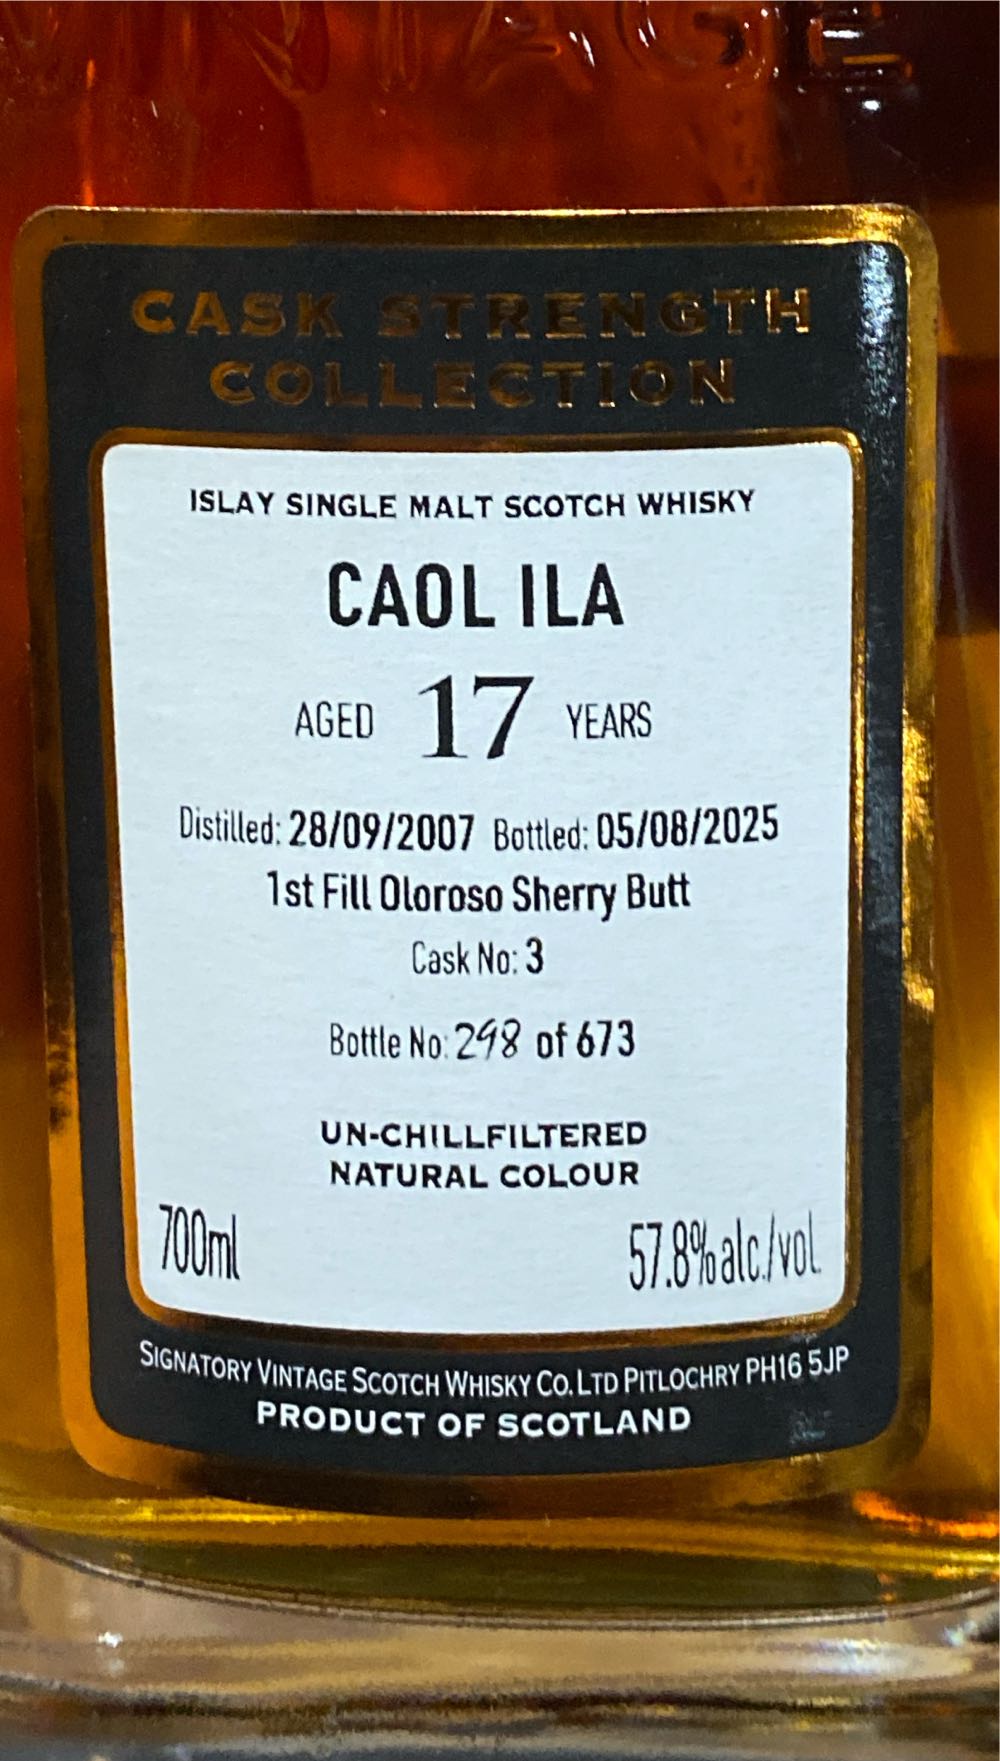 VINTAGE
CASK STRENGTH
COLLECTION
ISLAY SINGLE MALT SCOTCH WHISKY
CAOL ILA
AGED 17 YEARS
Distilled: 28/09/2007 Bottled: 05/08/2025
1st Fill Oloroso Sherry Butt
Cask No: 3
Bottle No: 298 of 673
UN-CHILLFILTERED
NATURAL COLOUR
700ml 57.8% alc./vol.
SIGNATORY VINTAGE SCOTCH WHISKY CO. LTD PITLOCHRY PH16 5JP
PRODUCT OF SCOTLAND